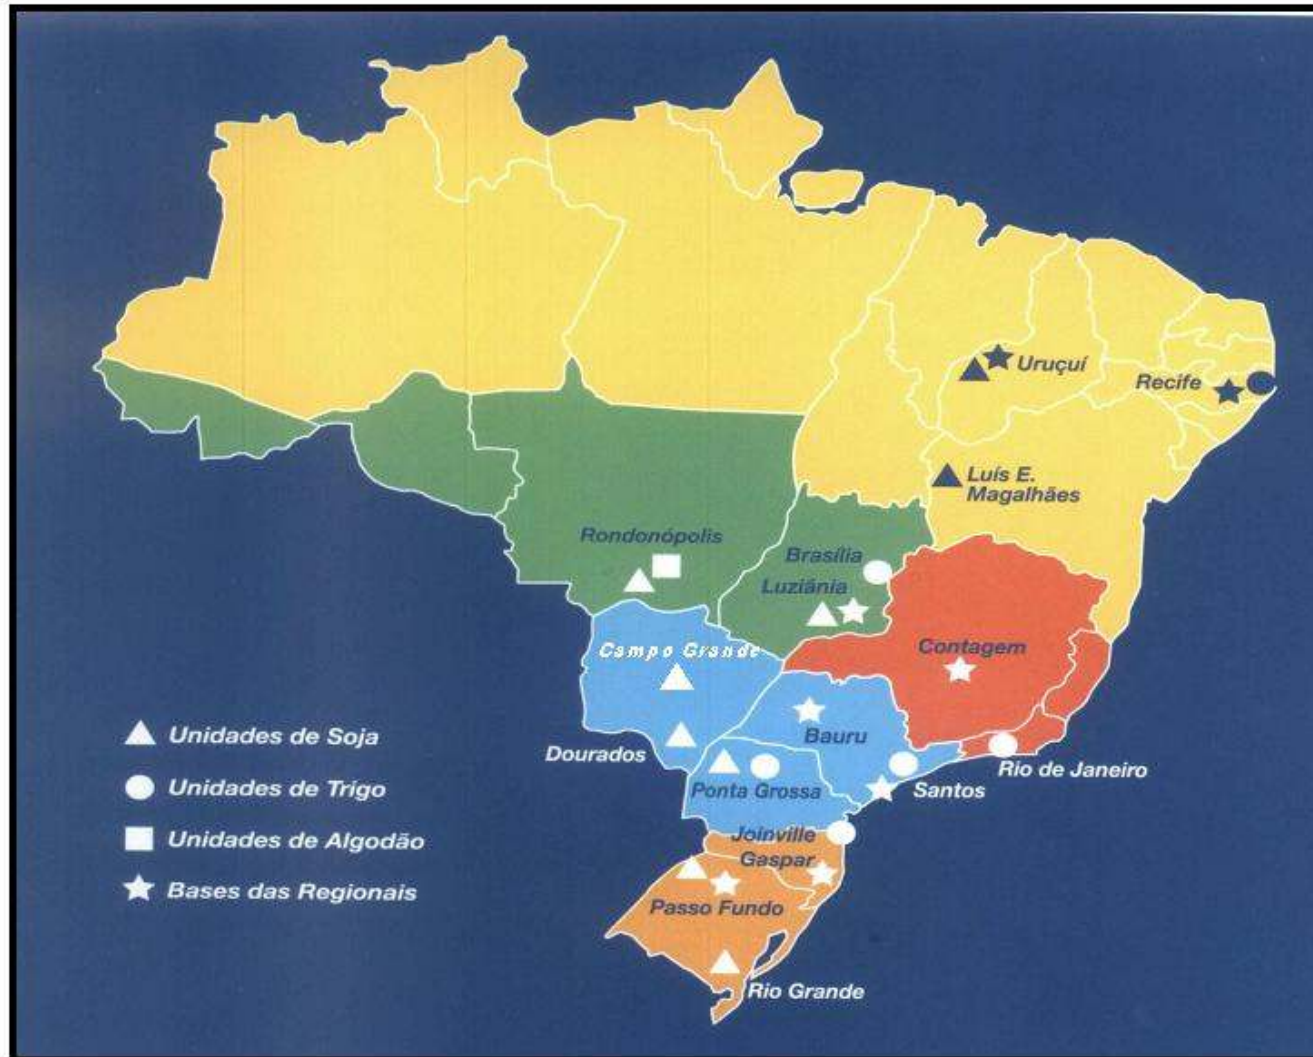 Uruçuí
Recife
Luís E.
Magalhães
Rondonópolis
Brasília
Luziânia
Campo Grande
Contagem
Unidades de Soja
Dourados
Bauru
Rio de Janeiro
Unidades de Trigo
Ponta Grossa
Santos
Unidades de Algodão
Joinville
Gaspar
Bases das Regionais
Passo Fundo
Rio Grande